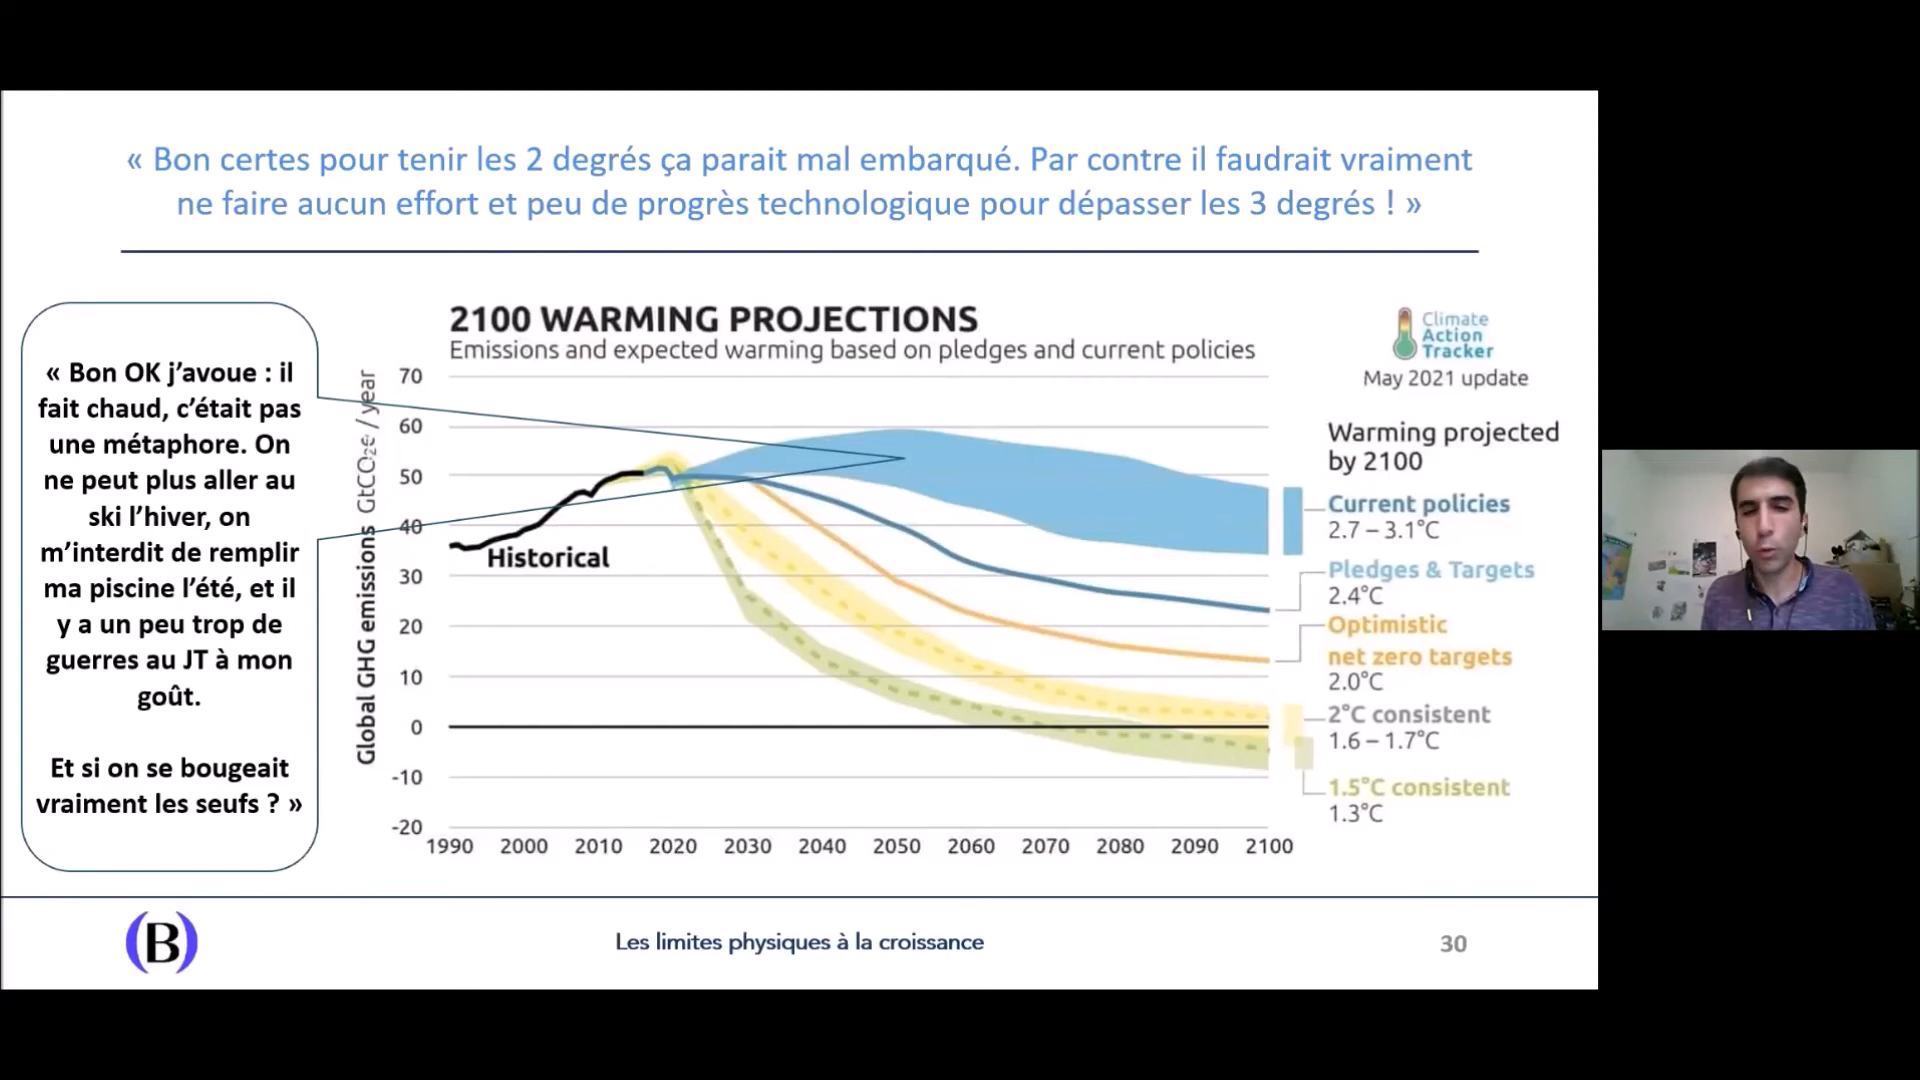 « Bon certes pour tenir les 2 degrés ça parait mal embarqué. Par contre il faudrait vraiment
ne faire aucun effort et peu de progrès technologique pour dépasser les 3 degrés ! »
« Bon OK j’avoue : il
fait chaud, c’était pas
une métaphore. On
ne peut plus aller au
ski l’hiver, on
m’interdit de remplir
ma piscine l’été, et il
y a un peu trop de
guerres au JT à mon
goût.
Et si on se bougeait
vraiment les seufs ? »
2100 WARMING PROJECTIONS
Emissions and expected warming based on pledges and current policies
Climate
Action
Tracker
May 2021 update
Global GHG emissions GtCO₂e / year
70
60
50
40
30
20
10
0
-10
-20
Historical
1990 2000 2010 2020 2030 2040 2050 2060 2070 2080 2090 2100
Warming projected
by 2100
Current policies
2.7 – 3.1°C
Pledges & Targets
2.4°C
Optimistic
net zero targets
2.0°C
2°C consistent
1.6 – 1.7°C
1.5°C consistent
1.3°C
(B)
Les limites physiques à la croissance
30